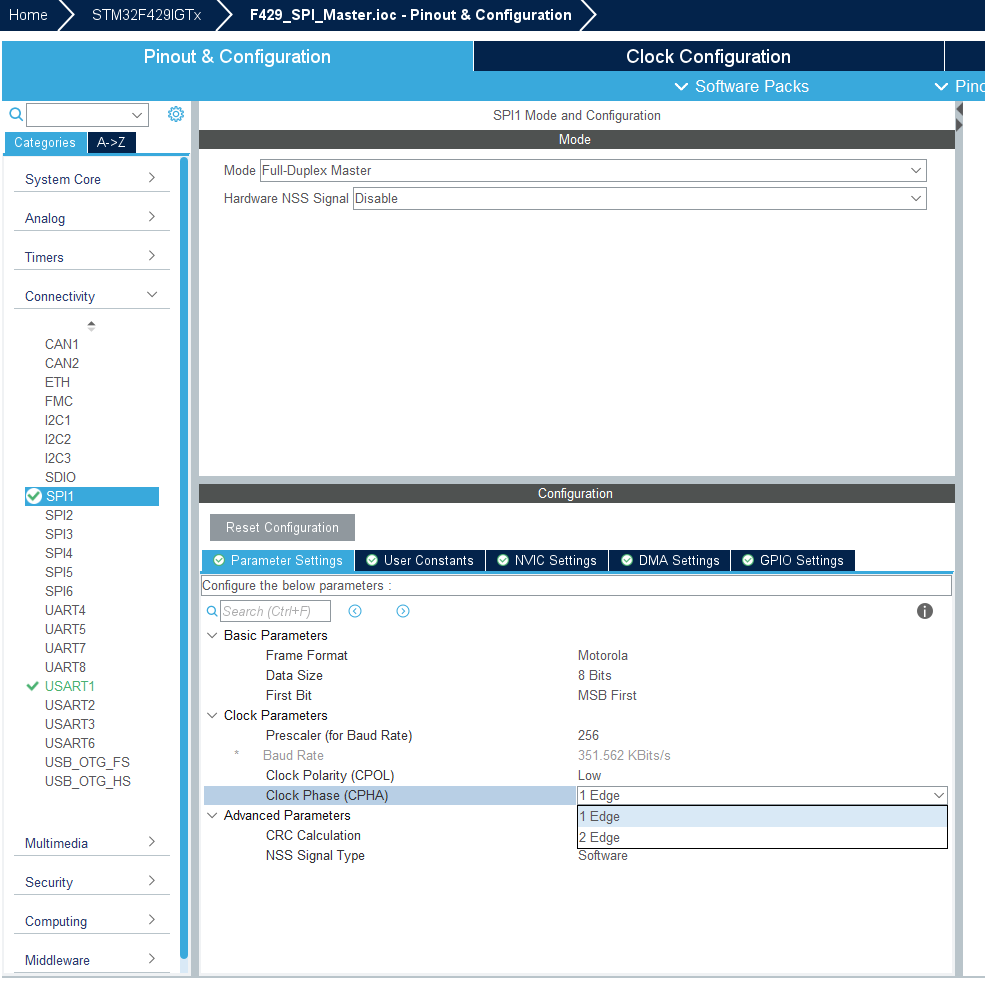 Home STM32F429IGTx F429_SPI_Master.ioc - Pinout & Configuration
Pinout & Configuration Clock Configuration
Software Packs Pinc
Categories A->Z
System Core
Analog
Timers
Connectivity
CAN1
CAN2
ETH
FMC
I2C1
I2C2
I2C3
SDIO
SPI1
SPI2
SPI3
SPI4
SPI5
SPI6
UART4
UART5
UART7
UART8
USART1
USART2
USART3
USART6
USB_OTG_FS
USB_OTG_HS
Multimedia
Security
Computing
Middleware
SPI1 Mode and Configuration
Mode
Mode Full-Duplex Master
Hardware NSS Signal Disable
Configuration
Reset Configuration
Parameter Settings User Constants NVIC Settings DMA Settings GPIO Settings
Configure the below parameters :
Search (Ctrl+F)
Basic Parameters
Frame Format Motorola
Data Size 8 Bits
First Bit MSB First
Clock Parameters
Prescaler (for Baud Rate) 256
* Baud Rate 351.562 KBits/s
Clock Polarity (CPOL) Low
Clock Phase (CPHA) 1 Edge
1 Edge
2 Edge
Advanced Parameters
CRC Calculation
NSS Signal Type Software